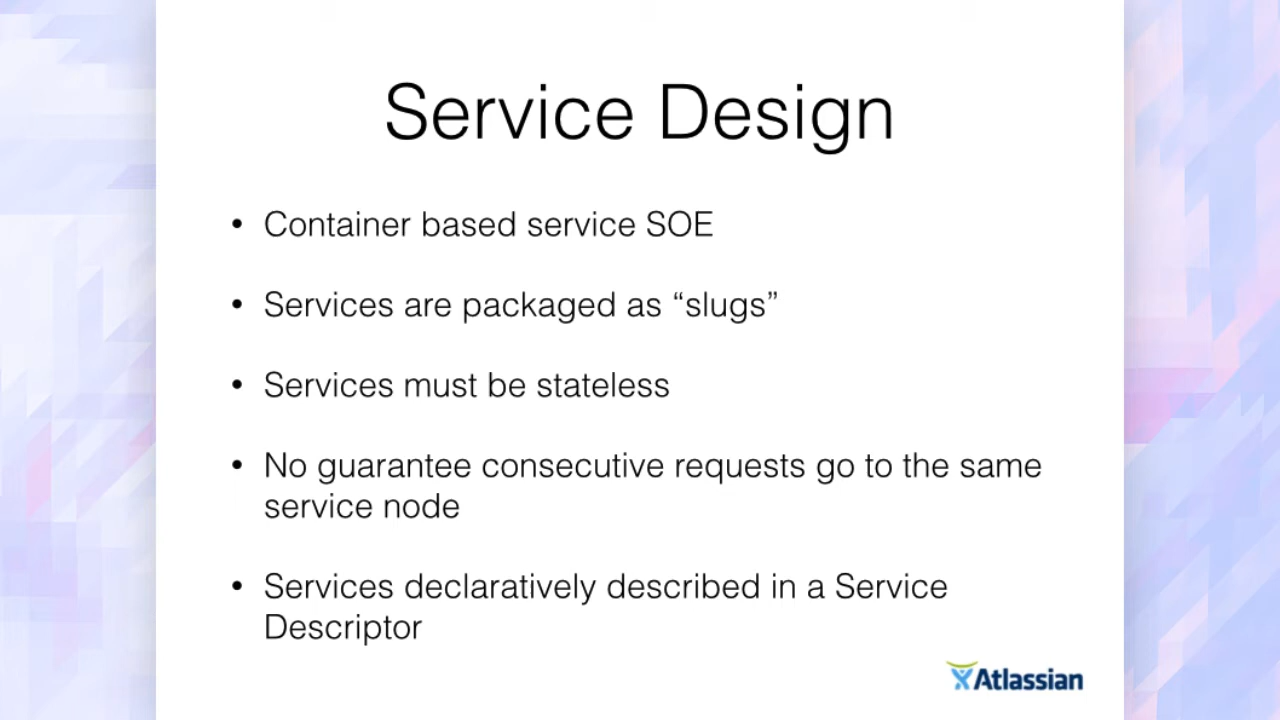 Service Design
• Container based service SOE
• Services are packaged as “slugs”
• Services must be stateless
• No guarantee consecutive requests go to the same
service node
• Services declaratively described in a Service
Descriptor
Atlassian